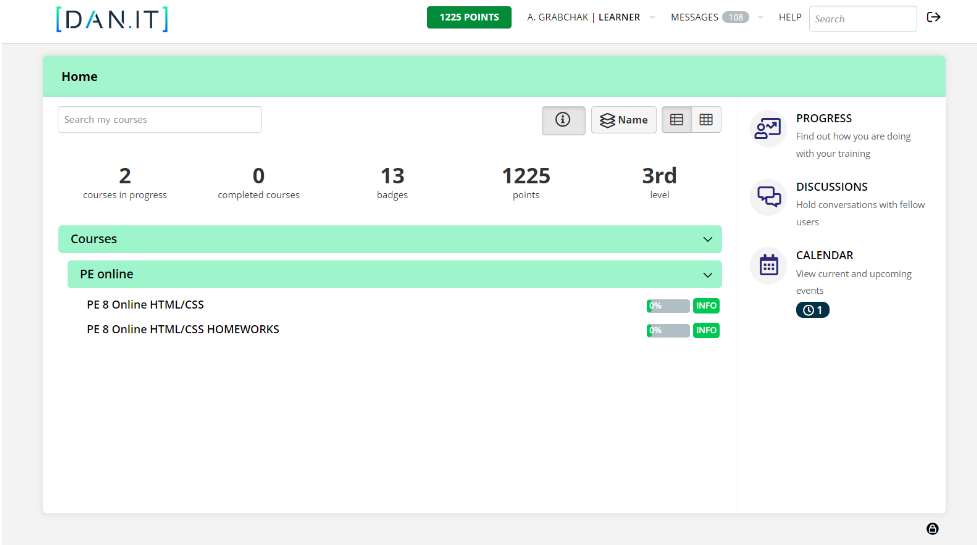 [DAN.IT]
1225 POINTS
A. GRABCHAK | LEARNER
MESSAGES 108
HELP
Search
Home
Search my courses
Name
2
courses in progress
0
completed courses
13
badges
1225
points
3rd
level
Courses
PE online
PE 8 Online HTML/CSS
0%
INFO
PE 8 Online HTML/CSS HOMEWORKS
0%
INFO
PROGRESS
Find out how you are doing
with your training
DISCUSSIONS
Hold conversations with fellow
users
CALENDAR
View current and upcoming
events
1